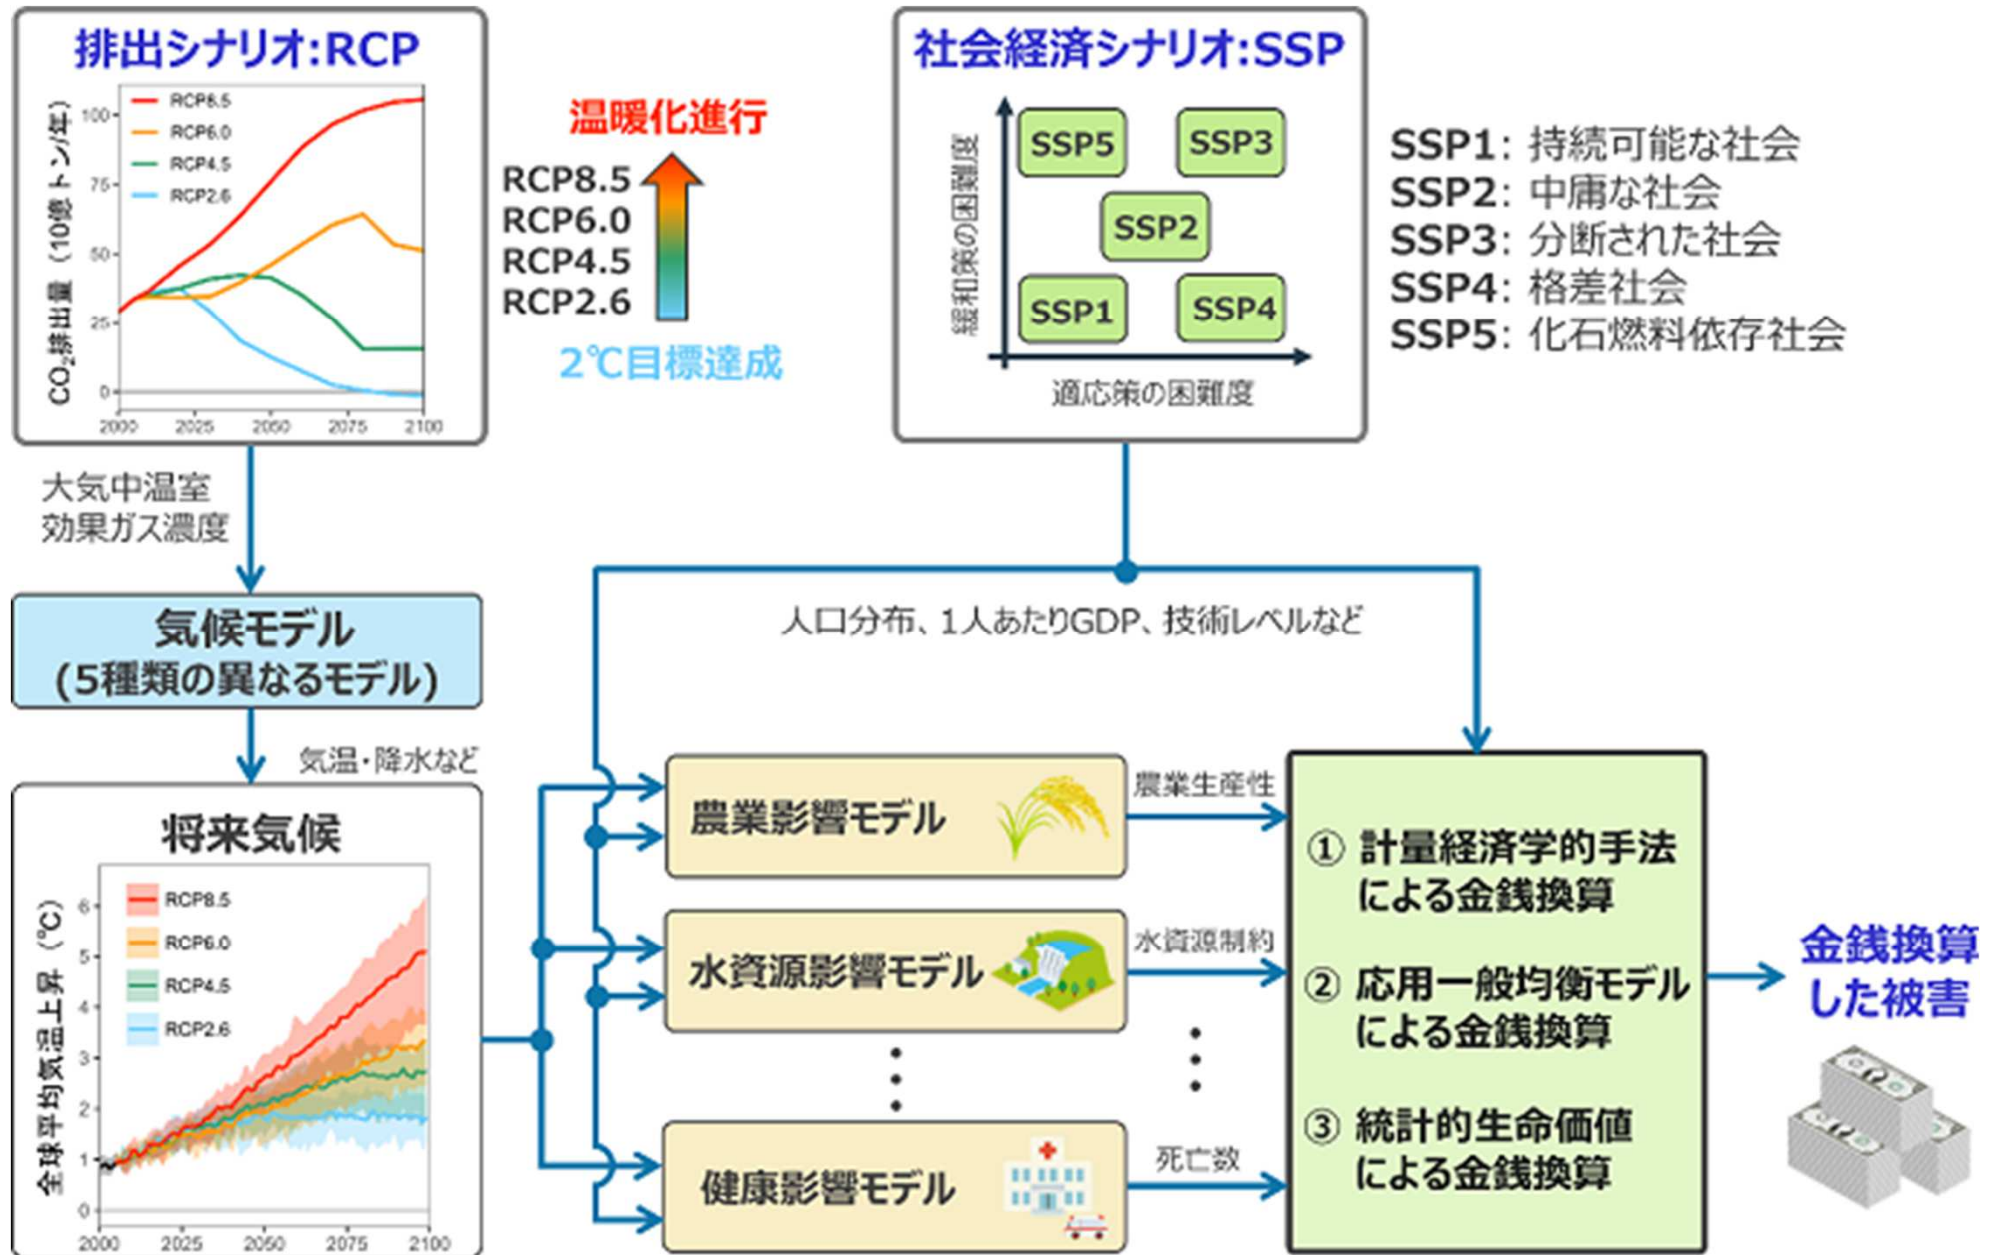 排出シナリオ:RCP
CO₂排出量（10億トン/年）
100
75
50
25
0
2000 2025 2050 2075 2100
RCP8.5
RCP6.0
RCP4.5
RCP2.6
温暖化進行
RCP8.5
RCP6.0
RCP4.5
RCP2.6
2℃目標達成
社会経済シナリオ:SSP
緩和策の困難度
SSP5 SSP3
SSP2
SSP1 SSP4
適応策の困難度
SSP1: 持続可能な社会
SSP2: 中庸な社会
SSP3: 分断された社会
SSP4: 格差社会
SSP5: 化石燃料依存社会
大気中温室
効果ガス濃度
気候モデル
(5種類の異なるモデル)
気温・降水など
将来気候
全球平均気温上昇（℃）
6
5
4
3
2
1
0
2000 2025 2050 2075 2100
RCP8.5
RCP6.0
RCP4.5
RCP2.6
人口分布、1人あたりGDP、技術レベルなど
農業影響モデル
農業生産性
水資源影響モデル
水資源制約
健康影響モデル
死亡数
① 計量経済学的手法
による金銭換算
② 応用一般均衡モデル
による金銭換算
③ 統計的生命価値
による金銭換算
金銭換算
した被害